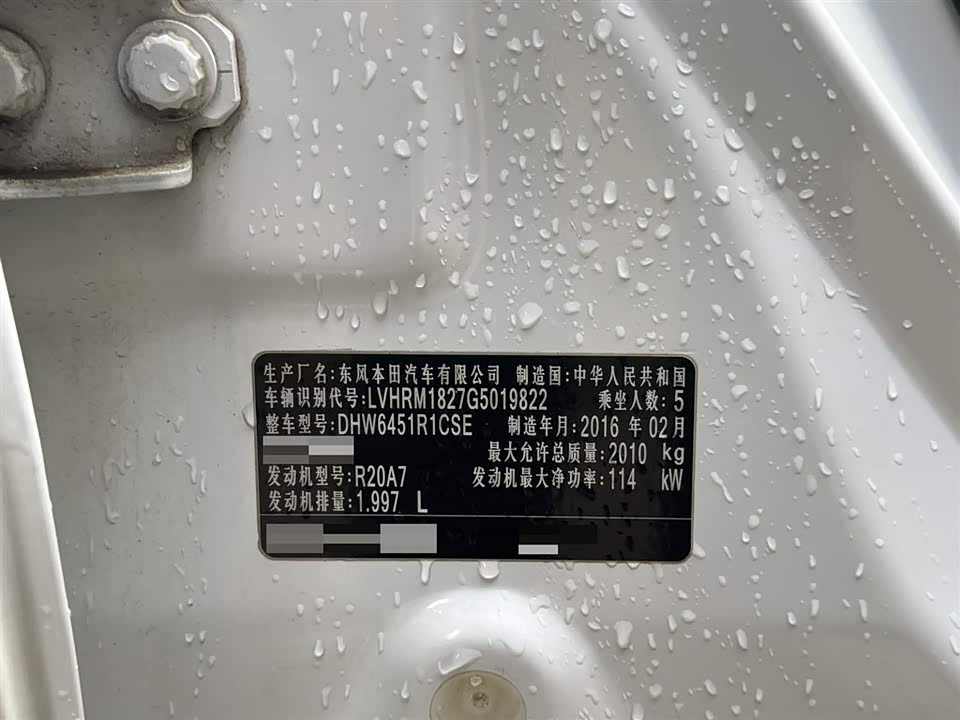 生产厂名:东风本田汽车有限公司 制造国:中华人民共和国
车辆识别代号:LVHRM1827G5019822 乘坐人数:5
整车型号:DHW6451R1CSE 制造年月:2016 年 02 月
最大允许总质量:2010 kg
发动机型号:R20A7 发动机最大净功率:114 kW
发动机排量:1.997 L